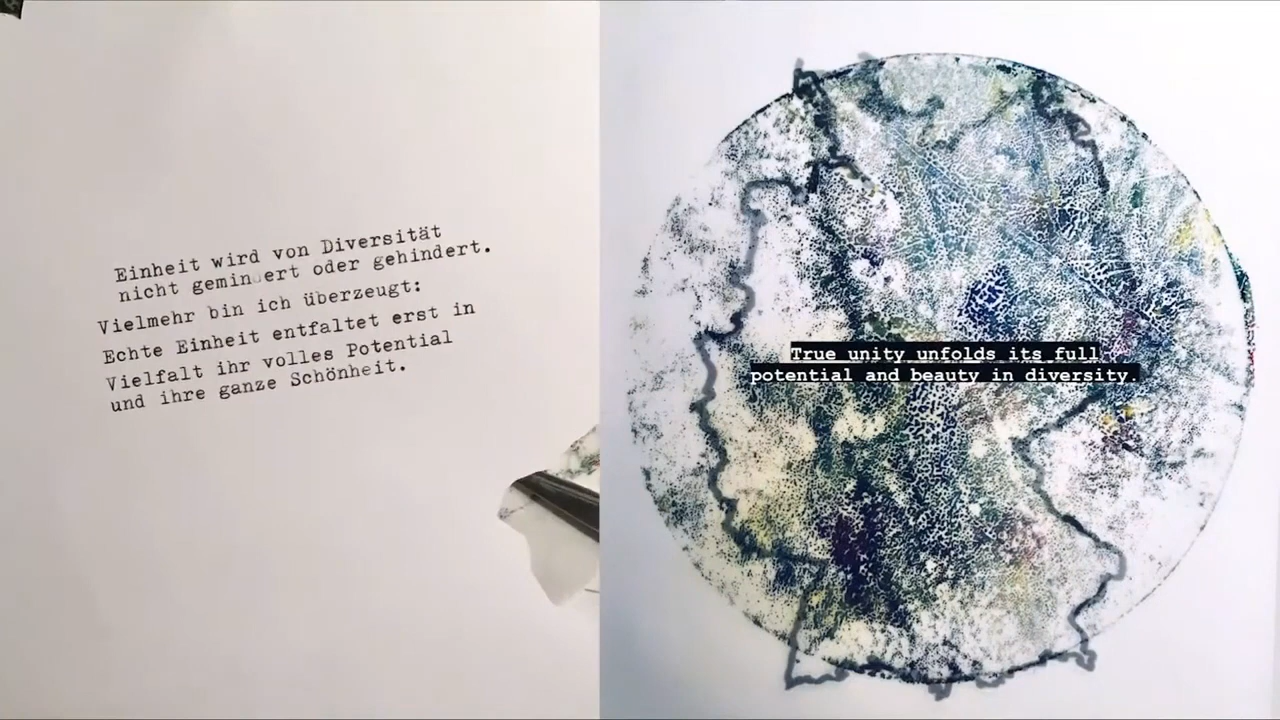 Einheit wird von Diversität
nicht gemindert oder gehindert.
Vielmehr bin ich überzeugt:
Echte Einheit entfaltet erst in
Vielfalt ihr volles Potential
und ihre ganze Schönheit.
True unity unfolds its full
potential and beauty in diversity.